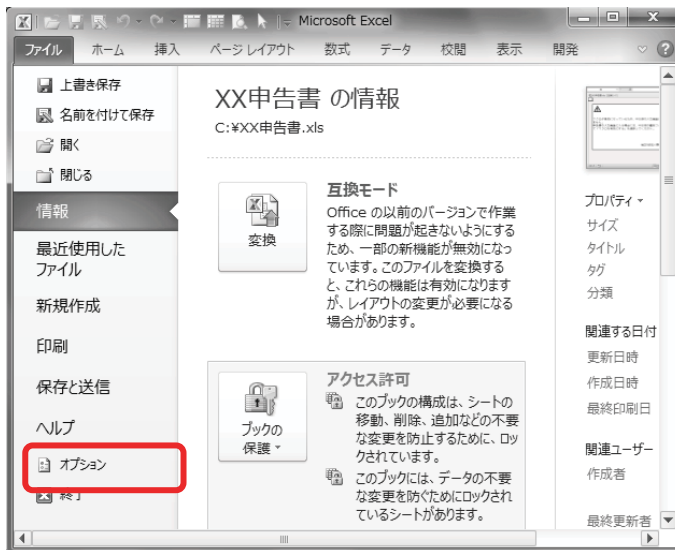 Microsoft Excel
ファイル ホーム 挿入 ページ レイアウト 数式 データ 校閲 表示 開発
上書き保存
名前を付けて保存
開く
閉じる
情報
最近使用した
ファイル
新規作成
印刷
保存と送信
ヘルプ
オプション
終了
XX申告書 の情報
C:¥XX申告書.xls
変換
互換モード
Office の以前のバージョンで作業
する際に問題が起きないようにする
ため、一部の新機能が無効になっ
ています。このファイルを変換する
と、これらの機能は有効になります
が、レイアウトの変更が必要になる
場合があります。
ブックの
保護
アクセス許可
このブックの構成は、シートの
移動、削除、追加などの不要
な変更を防止するために、ロッ
クされています。
このブックには、データの不要
な変更を防ぐためにロックされ
ているシートがあります。
プロパティ
サイズ
タイトル
タグ
分類
関連する日付
更新日時
作成日時
最終印刷日
関連ユーザー
作成者
最終更新者